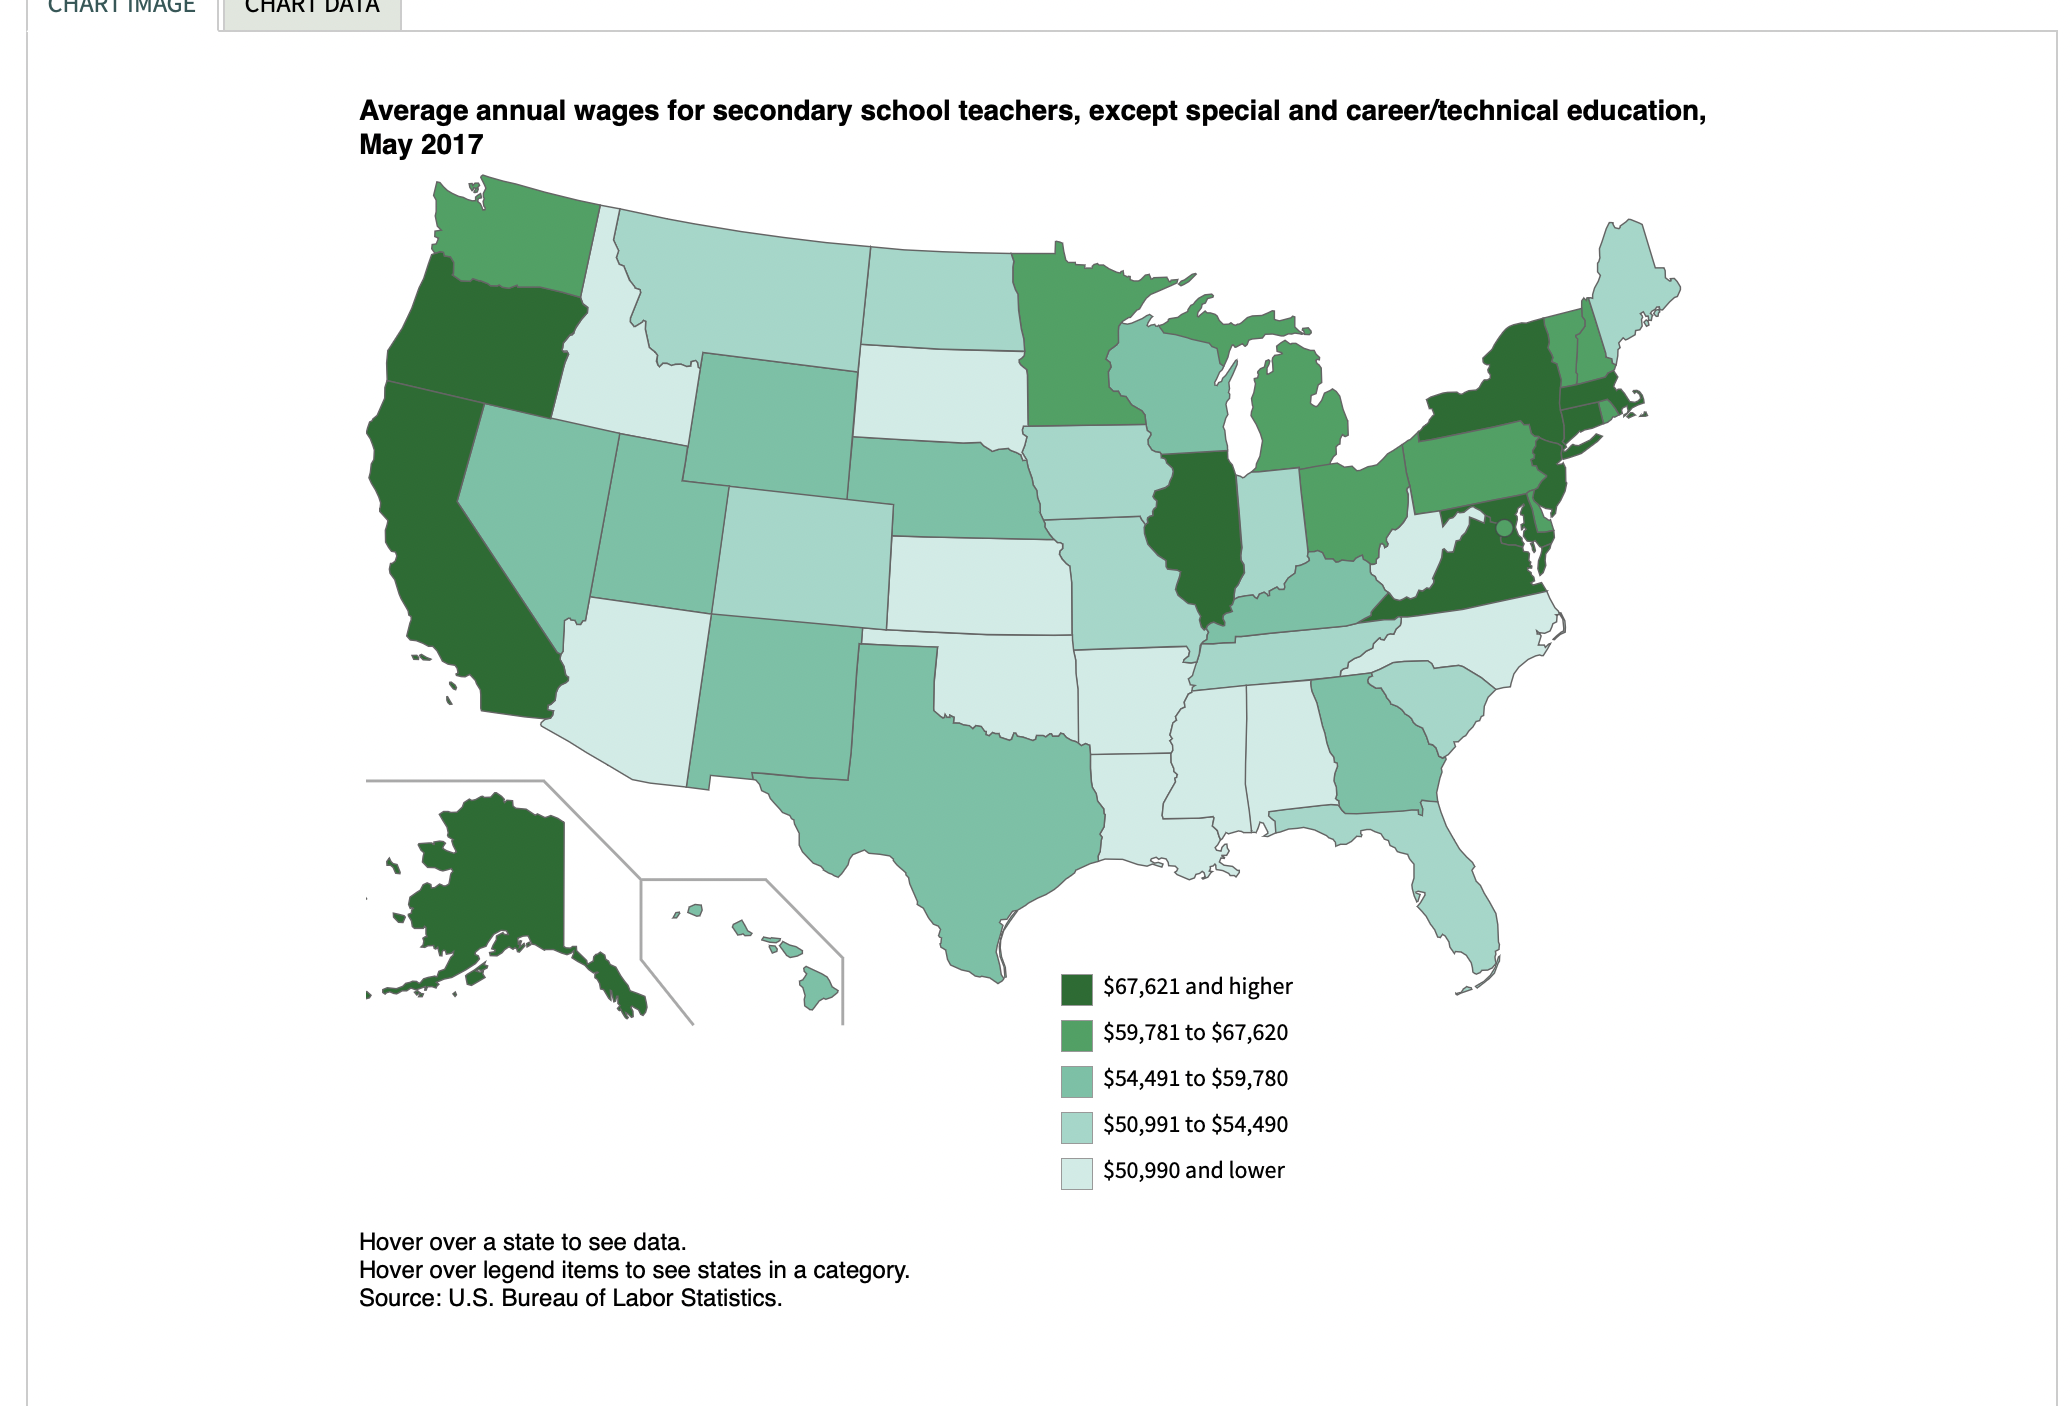 CHART IMAGE CHART DATA
Average annual wages for secondary school teachers, except special and career/technical education,
May 2017
$67,621 and higher
$59,781 to $67,620
$54,491 to $59,780
$50,991 to $54,490
$50,990 and lower
Hover over a state to see data.
Hover over legend items to see states in a category.
Source: U.S. Bureau of Labor Statistics.